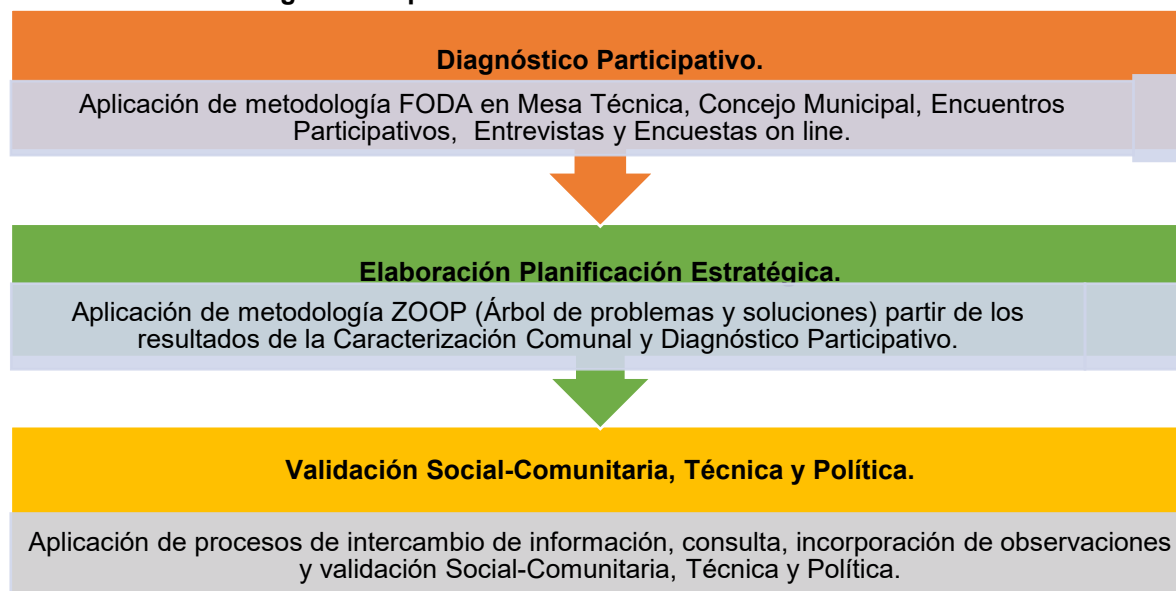 Diagnóstico Participativo.
Aplicación de metodología FODA en Mesa Técnica, Concejo Municipal, Encuentros
Participativos, Entrevistas y Encuestas on line.
Elaboración Planificación Estratégica.
Aplicación de metodología ZOOP (Árbol de problemas y soluciones) partir de los
resultados de la Caracterización Comunal y Diagnóstico Participativo.
Validación Social-Comunitaria, Técnica y Política.
Aplicación de procesos de intercambio de información, consulta, incorporación de observaciones
y validación Social-Comunitaria, Técnica y Política.